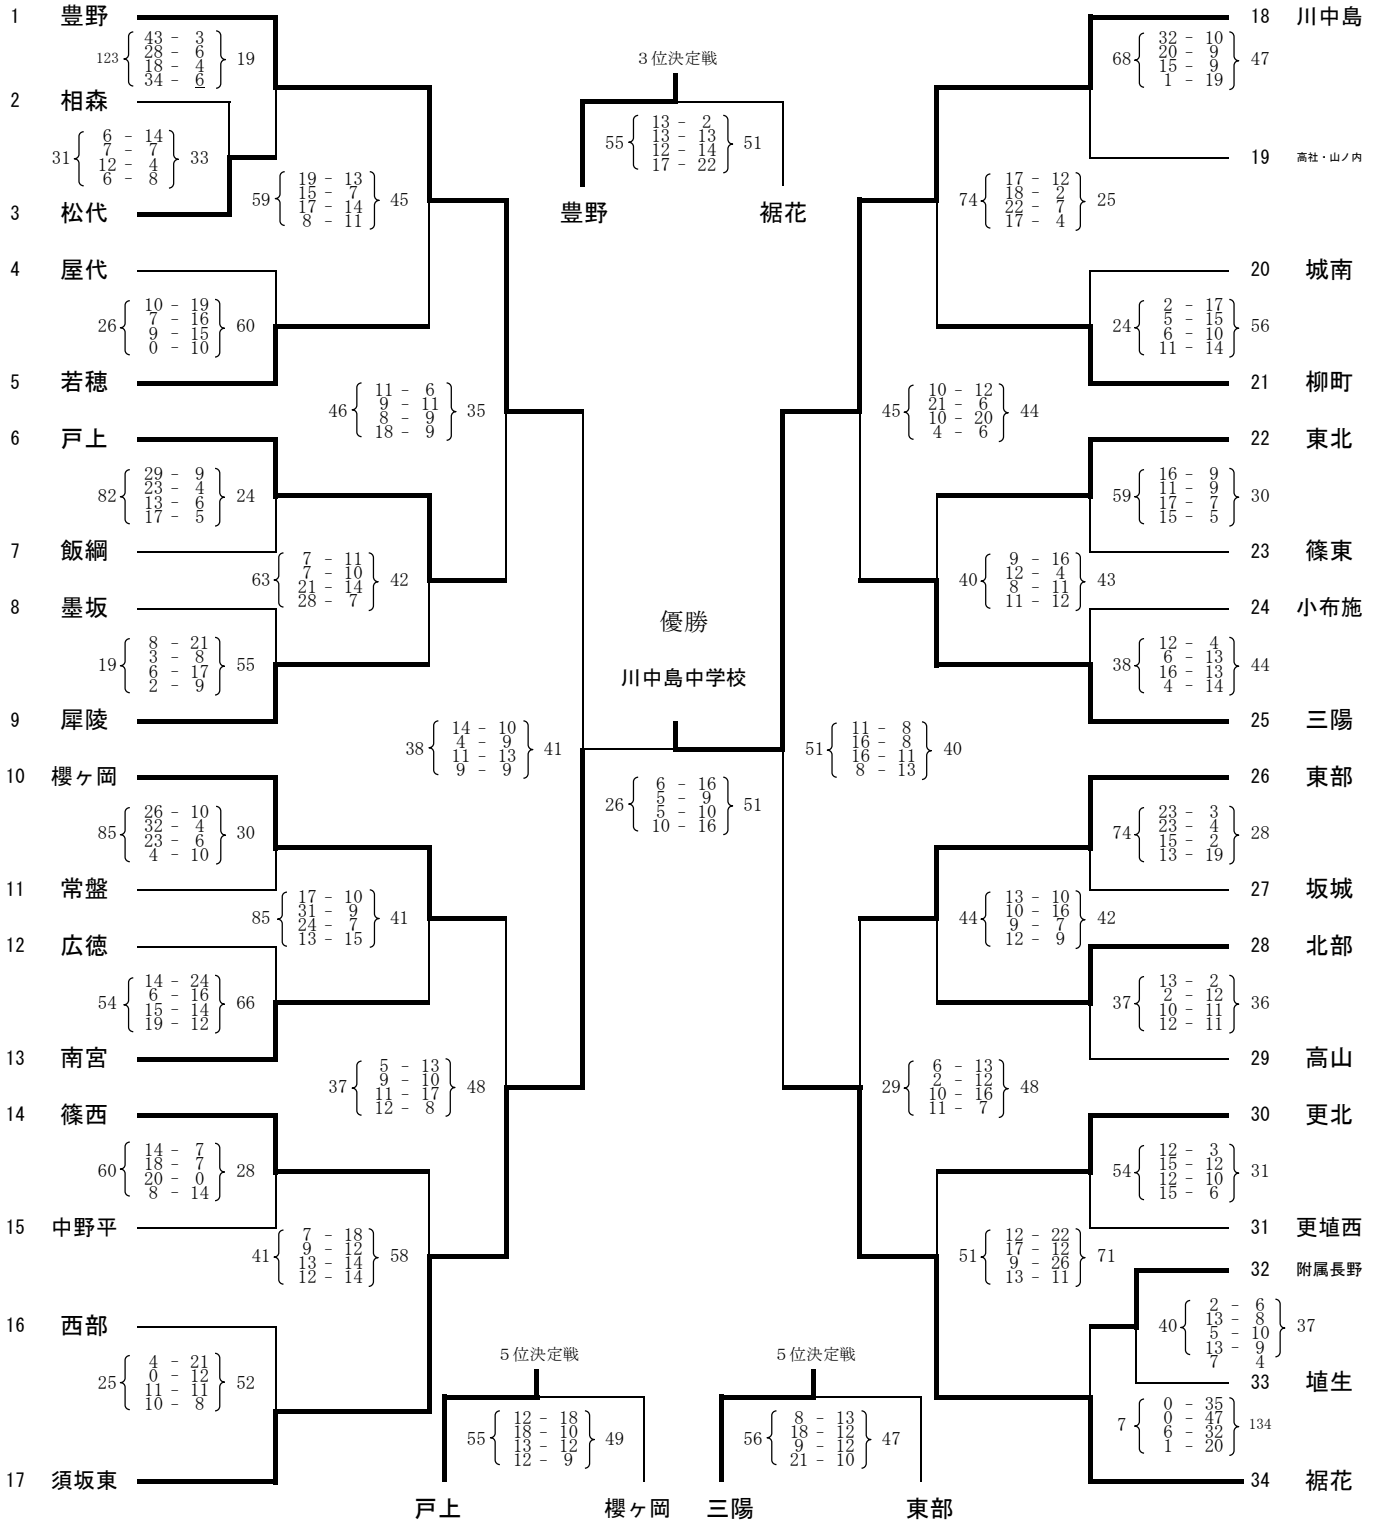 1 豊野
123 43 - 3 19
28 - 6
18 - 4
34 - 6
2 相森
31 6 - 14 33
7 - 7
12 - 4
6 - 8
3 松代
59 19 - 13 45
15 - 7
17 - 14
8 - 11
4 屋代
26 10 - 19 60
7 - 16
9 - 15
0 - 10
5 若穂
46 11 - 6 35
9 - 11
8 - 9
18 - 9
6 戸上
82 29 - 9 24
23 - 4
13 - 6
17 - 5
7 飯綱
63 7 - 11 42
7 - 10
21 - 14
28 - 7
8 墨坂
19 8 - 21 55
3 - 8
6 - 17
2 - 9
9 犀陵
38 14 - 10 41
4 - 9
11 - 13
9 - 9
10 櫻ヶ岡
85 26 - 10 30
32 - 4
23 - 6
4 - 10
11 常盤
85 17 - 10 41
31 - 9
24 - 7
13 - 15
12 広徳
54 14 - 24 66
6 - 16
15 - 14
19 - 12
13 南宮
37 5 - 13 48
9 - 10
11 - 17
12 - 8
14 篠西
60 14 - 7 28
18 - 7
20 - 0
8 - 14
15 中野平
41 7 - 18 58
9 - 12
13 - 14
12 - 14
16 西部
25 4 - 21 52
0 - 12
11 - 11
10 - 8
17 須坂東
3位決定戦
55 13 - 2 51
13 - 13
12 - 14
17 - 22
豊野 裾花
優勝
川中島中学校
26 6 - 16 51
5 - 9
5 - 10
10 - 16
5位決定戦
55 12 - 18 49
18 - 10
13 - 12
12 - 9
戸上 櫻ヶ岡
5位決定戦
56 8 - 13 47
18 - 12
9 - 12
21 - 10
三陽 東部
18 川中島
68 32 - 10 47
20 - 9
15 - 9
1 - 19
19 高社・山ノ内
74 17 - 12 25
18 - 2
22 - 7
17 - 4
20 城南
24 2 - 17 56
5 - 15
6 - 10
11 - 14
21 柳町
45 10 - 12 44
21 - 6
10 - 20
4 - 6
22 東北
59 16 - 9 30
11 - 9
17 - 7
15 - 5
23 篠東
40 9 - 16 43
12 - 4
8 - 11
11 - 12
24 小布施
38 12 - 4 44
6 - 13
16 - 13
4 - 14
25 三陽
51 11 - 8 40
16 - 8
16 - 11
8 - 13
26 東部
74 23 - 3 28
23 - 4
15 - 2
13 - 19
27 坂城
44 13 - 10 42
10 - 16
9 - 7
12 - 9
28 北部
37 13 - 2 36
2 - 12
10 - 11
12 - 11
29 高山
29 6 - 13 48
2 - 12
10 - 16
11 - 7
30 更北
54 12 - 3 31
15 - 12
12 - 10
15 - 6
31 更埴西
51 12 - 22 71
17 - 12
9 - 26
13 - 11
32 附属長野
40 2 - 6 37
13 - 8
5 - 10
13 - 9
7 4
33 埴生
7 0 - 35 134
0 - 47
6 - 32
1 - 20
34 裾花